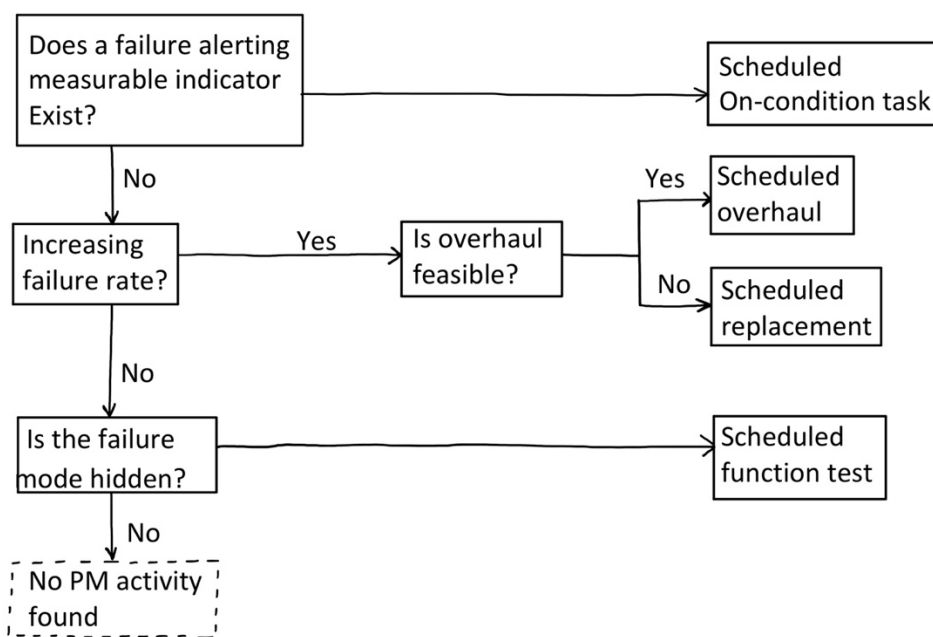 Does a failure alerting
measurable indicator
Exist?
Scheduled
On-condition task
No
Increasing
failure rate?
Yes
Is overhaul
feasible?
Yes
Scheduled
overhaul
No
Scheduled
replacement
No
Is the failure
mode hidden?
Scheduled
function test
No
No PM activity
found